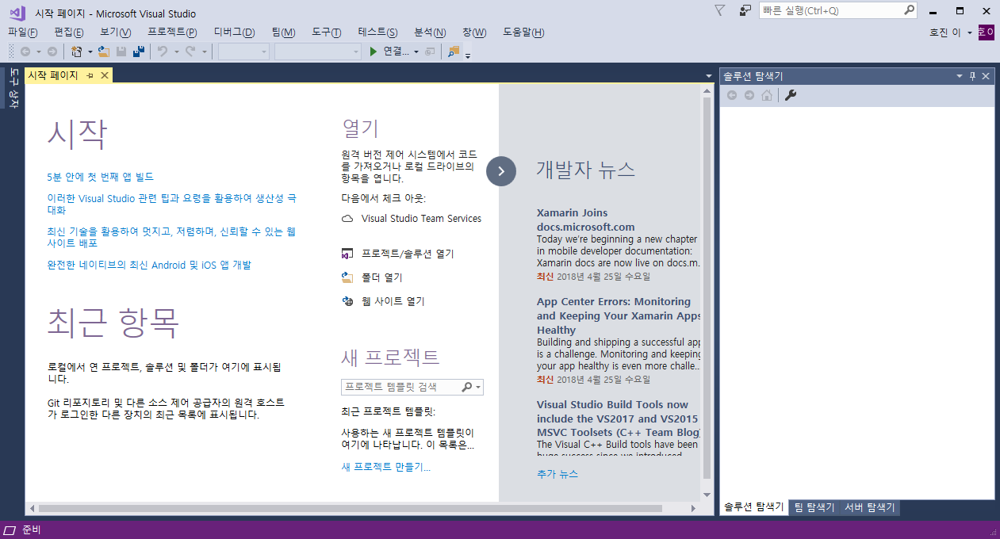 시작 페이지 - Microsoft Visual Studio
빠른 실행(Ctrl+Q)
파일(F) 편집(E) 보기(V) 프로젝트(P) 디버그(D) 팀(M) 도구(T) 테스트(S) 분석(N) 창(W) 도움말(H)
호진 이 호이
연결...
도구 상자
시작 페이지
시작
5분 안에 첫 번째 앱 빌드
이러한 Visual Studio 관련 팁과 요령을 활용하여 생산성 극
대화
최신 기술을 활용하여 멋지고, 저렴하며, 신뢰할 수 있는 웹
사이트 배포
완전한 네이티브의 최신 Android 및 iOS 앱 개발
최근 항목
로컬에서 연 프로젝트, 솔루션 및 폴더가 여기에 표시됩
니다.
Git 리포지토리 및 다른 소스 제어 공급자의 원격 호스트
가 로그인한 다른 장치의 최근 목록에 표시됩니다.
열기
원격 버전 제어 시스템에서 코드
를 가져오거나 로컬 드라이브의
항목을 엽니다.
다음에서 체크 아웃:
Visual Studio Team Services
프로젝트/솔루션 열기
폴더 열기
웹 사이트 열기
새 프로젝트
프로젝트 템플릿 검색
최근 프로젝트 템플릿:
사용하는 새 프로젝트 템플릿이
여기에 나타납니다. 이 목록은...
새 프로젝트 만들기...
개발자 뉴스
Xamarin Joins
docs.microsoft.com
Today we're beginning a new chapter
in mobile developer documentation:
Xamarin docs are now live on docs.m...
최신 2018년 4월 25일 수요일
App Center Errors: Monitoring
and Keeping Your Xamarin Apps
Healthy
Building and shipping a successful app
is a challenge. Monitoring and keeping
your app healthy is even more challe...
최신 2018년 4월 25일 수요일
Visual Studio Build Tools now
include the VS2017 and VS2015
MSVC Toolsets (C++ Team Blog)
The Visual C++ Build tools have been
huge success since we introduced
추가 뉴스
솔루션 탐색기
솔루션 탐색기 팀 탐색기 서버 탐색기
준비